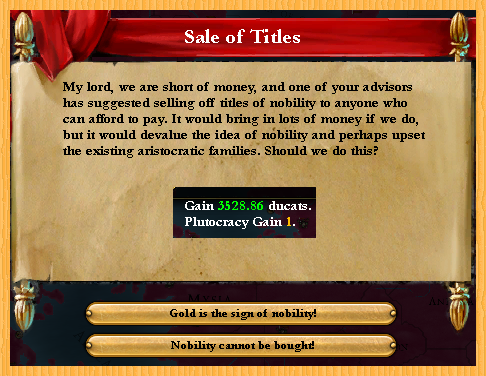 Sale of Titles
My lord, we are short of money, and one of your advisors
has suggested selling off titles of nobility to anyone who
can afford to pay. It would bring in lots of money if we do,
but it would devalue the idea of nobility and perhaps upset
the existing aristocratic families. Should we do this?
Gain 3528.86 ducats.
Plutocracy Gain 1.
Gold is the sign of nobility!
Nobility cannot be bought!